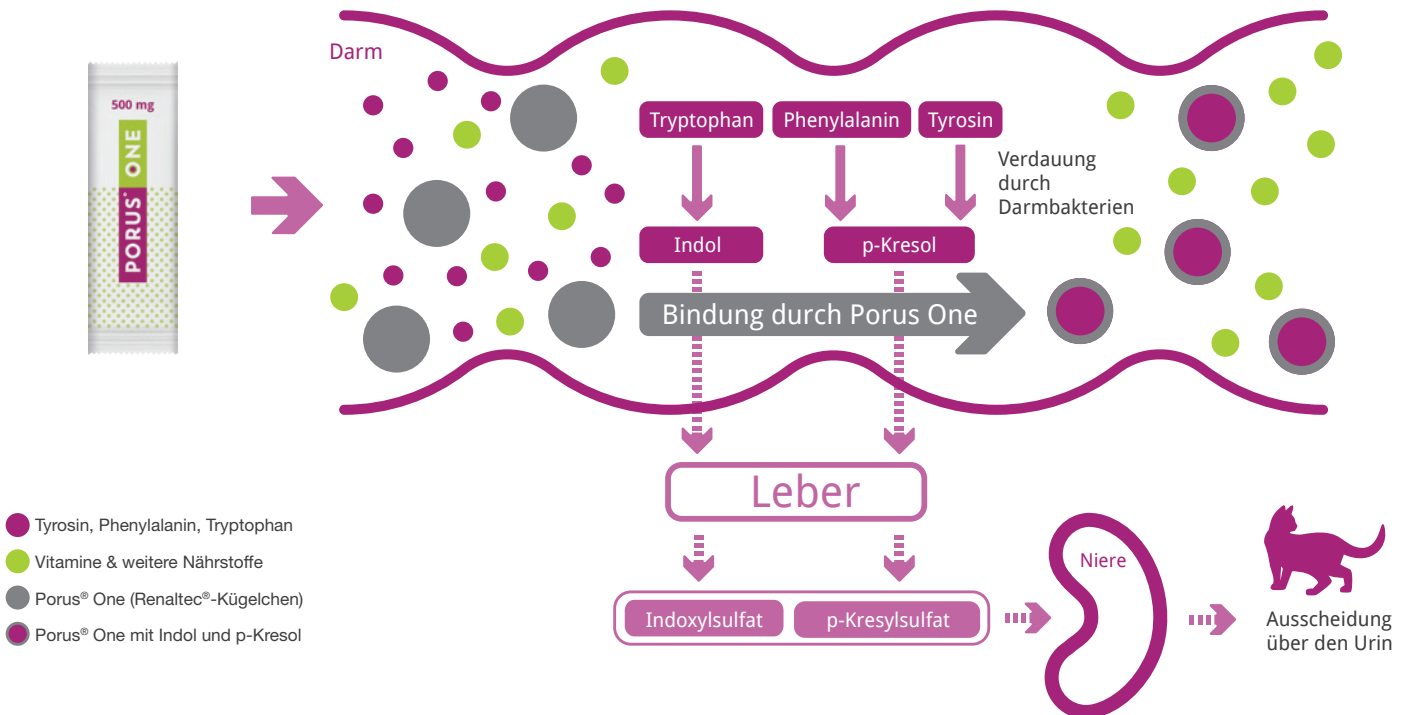 500 mg
PORUS® ONE
Darm
Tryptophan
Phenylalanin
Tyrosin
Verdauung
durch
Darmbakterien
Indol
p-Kresol
Bindung durch Porus One
Leber
Indoxylsulfat
p-Kresylsulfat
Niere
Ausscheidung
über den Urin
Tyrosin, Phenylalanin, Tryptophan
Vitamine & weitere Nährstoffe
Porus® One (Renaltec®-Kügelchen)
Porus® One mit Indol und p-Kresol